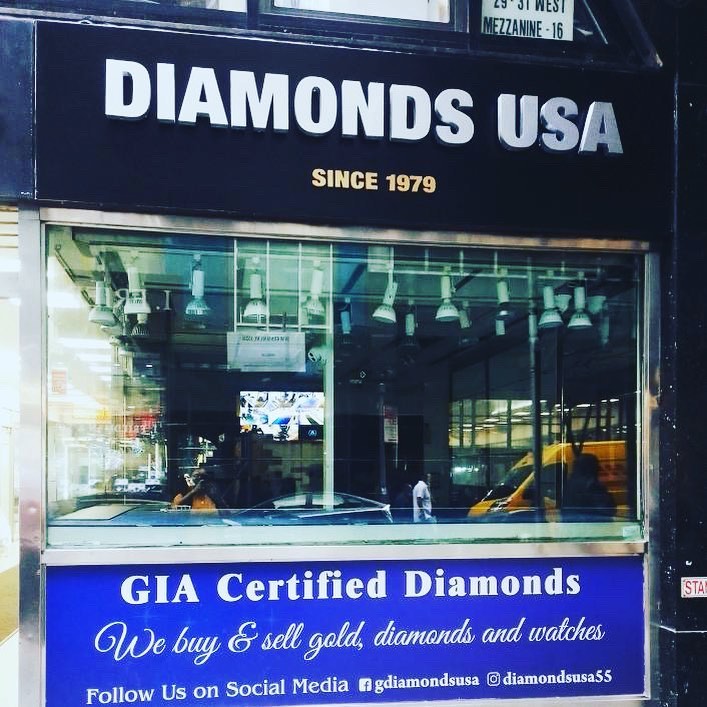 29-31 WEST
MEZZANINE - 16
DIAMONDS USA
SINCE 1979
GIA Certified Diamonds
We buy & sell gold, diamonds and watches
Follow Us on Social Media gdiamondsusa diamondsusa55